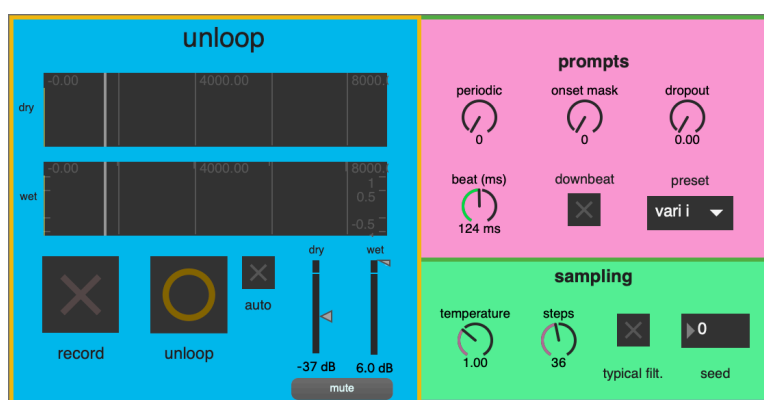 unloop
-0.00 4000.00 8000.
dry
-0.00 4000.00 8000.
1
0.5
wet
-0.5
dry wet
auto
record unloop
-37 dB 6.0 dB
mute
prompts
periodic onset mask dropout
0 0 0.00
beat (ms) downbeat preset
vari i
124 ms
sampling
temperature steps
0
1.00 36
typical filt. seed